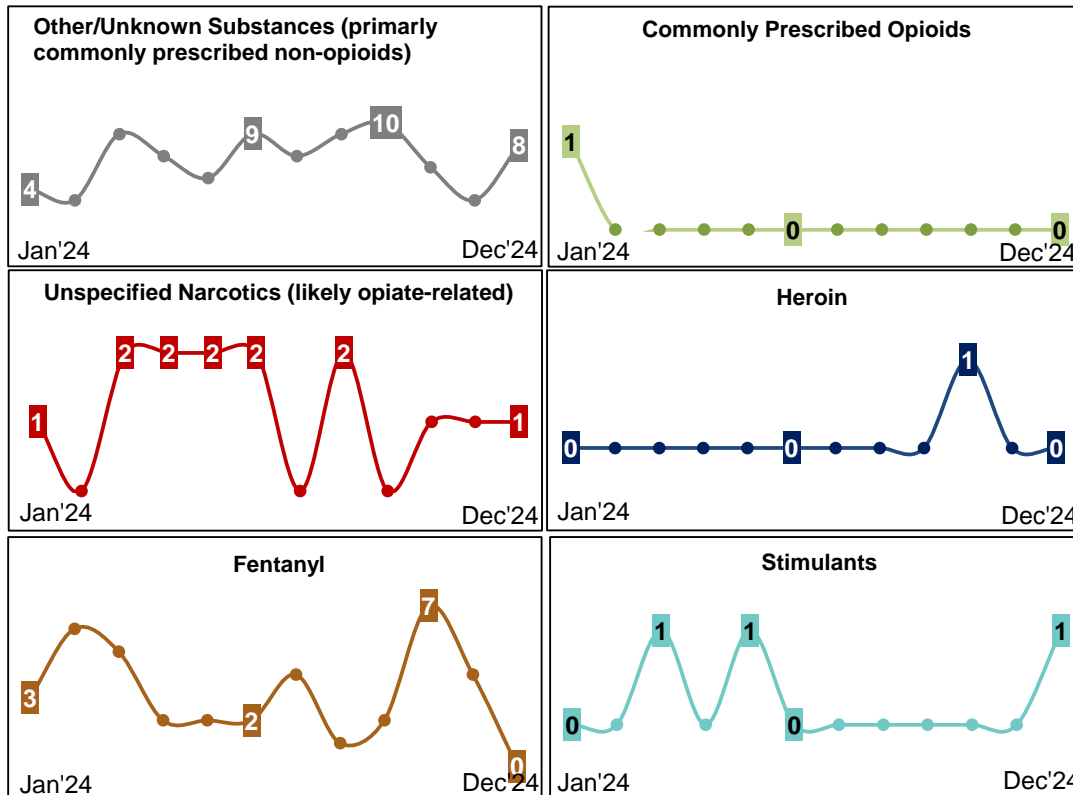 Other/Unknown Substances (primarly
commonly prescribed non-opioids)
4
9
10
8
Jan'24
Dec'24
Commonly Prescribed Opioids
1
0
0
Jan'24
Dec'24
Unspecified Narcotics (likely opiate-related)
1
2
2
2
2
2
1
Jan'24
Dec'24
Heroin
0
0
1
0
Jan'24
Dec'24
Fentanyl
3
2
7
0
Jan'24
Dec'24
Stimulants
0
1
1
0
1
Jan'24
Dec'24